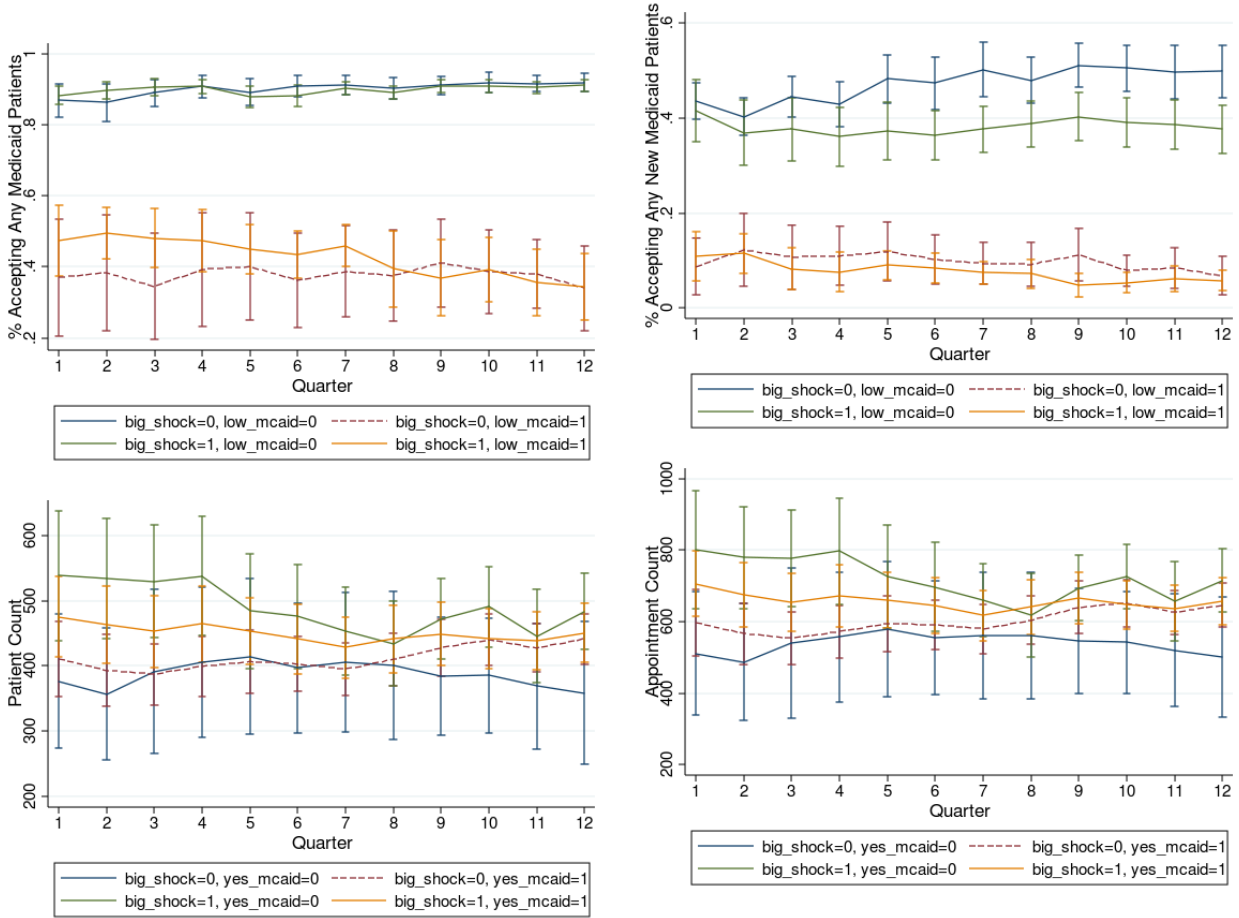 % Accepting Any Medicaid Patients
1
.8
.6
.4
.2
1 2 3 4 5 6 7 8 9 10 11 12
Quarter
big_shock=0, low_mcaid=0 big_shock=0, low_mcaid=1
big_shock=1, low_mcaid=0 big_shock=1, low_mcaid=1
% Accepting Any New Medicaid Patients
.6
.4
.2
0
1 2 3 4 5 6 7 8 9 10 11 12
Quarter
big_shock=0, low_mcaid=0 big_shock=0, low_mcaid=1
big_shock=1, low_mcaid=0 big_shock=1, low_mcaid=1
Patient Count
600
500
400
300
200
1 2 3 4 5 6 7 8 9 10 11 12
Quarter
big_shock=0, yes_mcaid=0 big_shock=0, yes_mcaid=1
big_shock=1, yes_mcaid=0 big_shock=1, yes_mcaid=1
Appointment Count
1000
800
600
400
200
1 2 3 4 5 6 7 8 9 10 11 12
Quarter
big_shock=0, yes_mcaid=0 big_shock=0, yes_mcaid=1
big_shock=1, yes_mcaid=0 big_shock=1, yes_mcaid=1